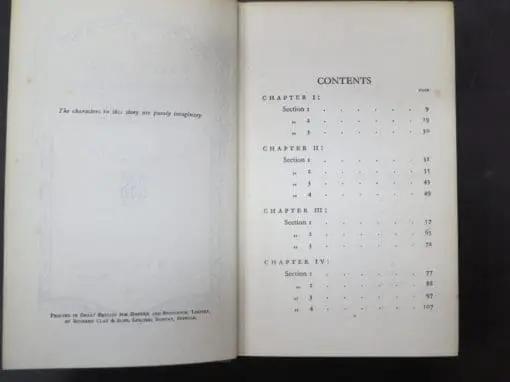 The characters in this story are purely imaginary.
PRINTED IN GREAT BRITAIN FOR HODDER AND STOUGHTON, LONDON,
BY RICHARD CLAY & SONS, LIMITED, BUNGAY, SUFFOLK.
CONTENTS
PAGE
CHAPTER I:
Section 1 . . . . . . 9
„ 2 . . . . . . 19
„ 3 . . . . . . 30
CHAPTER II:
Section 1 . . . . . . 32
„ 2 . . . . . . 35
„ 3 . . . . . . 45
„ 4 . . . . . . 49
CHAPTER III:
Section 1 . . . . . . 57
„ 2 . . . . . . 65
„ 3 . . . . . . 72
CHAPTER IV:
Section 1 . . . . . . 77
„ 2 . . . . . . 88
„ 3 . . . . . . 97
„ 4 . . . . . . 107